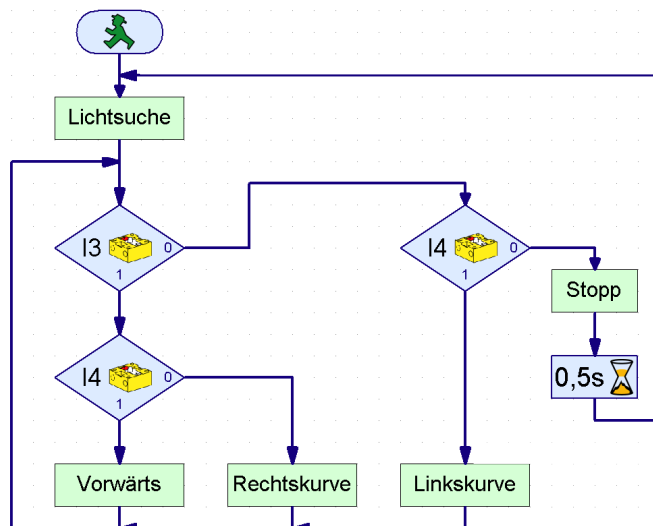 Lichtsuche
I3
0
1
I4
0
1
Stopp
I4
0
1
0,5s
Vorwärts
Rechtskurve
Linkskurve